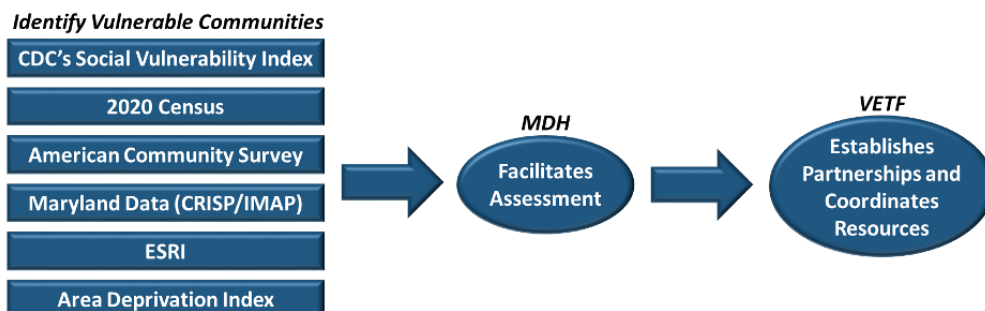 Identify Vulnerable Communities
CDC's Social Vulnerability Index
2020 Census
American Community Survey
Maryland Data (CRISP/IMAP)
ESRI
Area Deprivation Index
MDH
Facilitates
Assessment
VETF
Establishes
Partnerships and
Coordinates
Resources